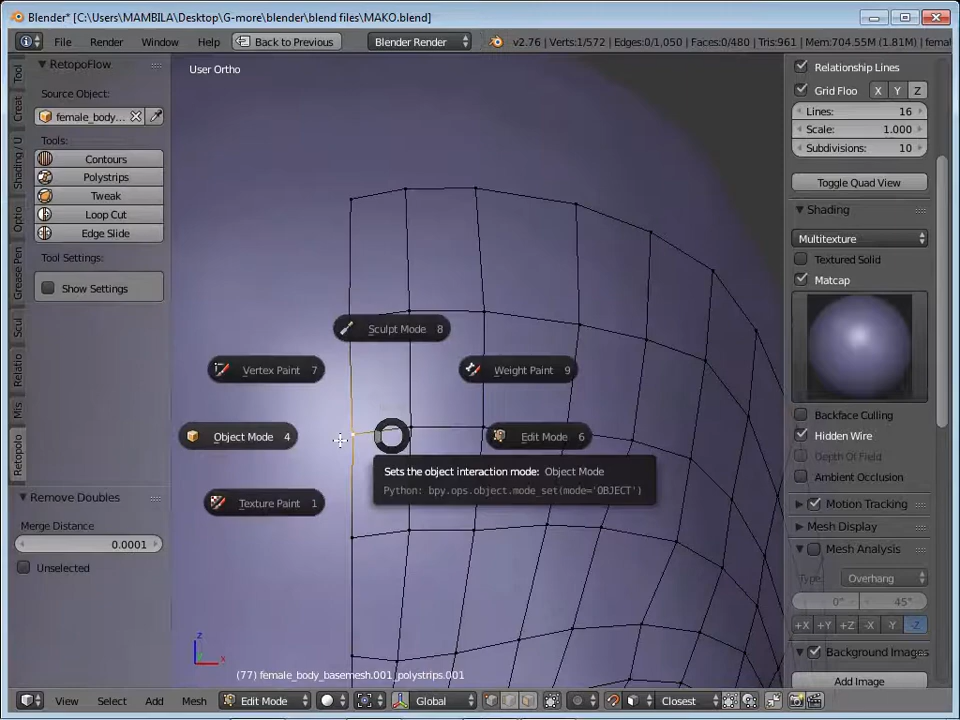 Blender* [C:\Users\MAMBILA\Desktop\G-more\blender\blend files\MAKO.blend]
File Render Window Help Back to Previous Blender Render v2.76 | Verts:1/572 | Edges:0/1,050 | Faces:0/480 | Tris:961 | Mem:704.55M (1.81M) | femal
RetopoFlow
Source Object:
female_body...
Tools:
Contours
Polystrips
Tweak
Loop Cut
Edge Slide
Tool Settings:
Show Settings
Tool
Creat
Shading / U
Optio
Grease Pen
Scul
Relatio
Mis
Retopolo
Remove Doubles
Merge Distance
0.0001
Unselected
User Ortho
Sculpt Mode 8
Vertex Paint 7
Weight Paint 9
Object Mode 4
Edit Mode 6
Texture Paint 1
Sets the object interaction mode: Object Mode
Python: bpy.ops.object.mode_set(mode='OBJECT')
z
x
(77) female_body_basemesh.001_polystrips.001
Relationship Lines
Grid Floo X Y Z
Lines: 16
Scale: 1.000
Subdivisions: 10
Toggle Quad View
Shading
Multitexture
Textured Solid
Matcap
Backface Culling
Hidden Wire
Depth Of Field
Ambient Occlusion
Motion Tracking
Mesh Display
Mesh Analysis
Type: Overhang
0° 45°
+X +Y +Z -X -Y -Z
Background Images
Add Image
View Select Add Mesh Edit Mode Global Closest